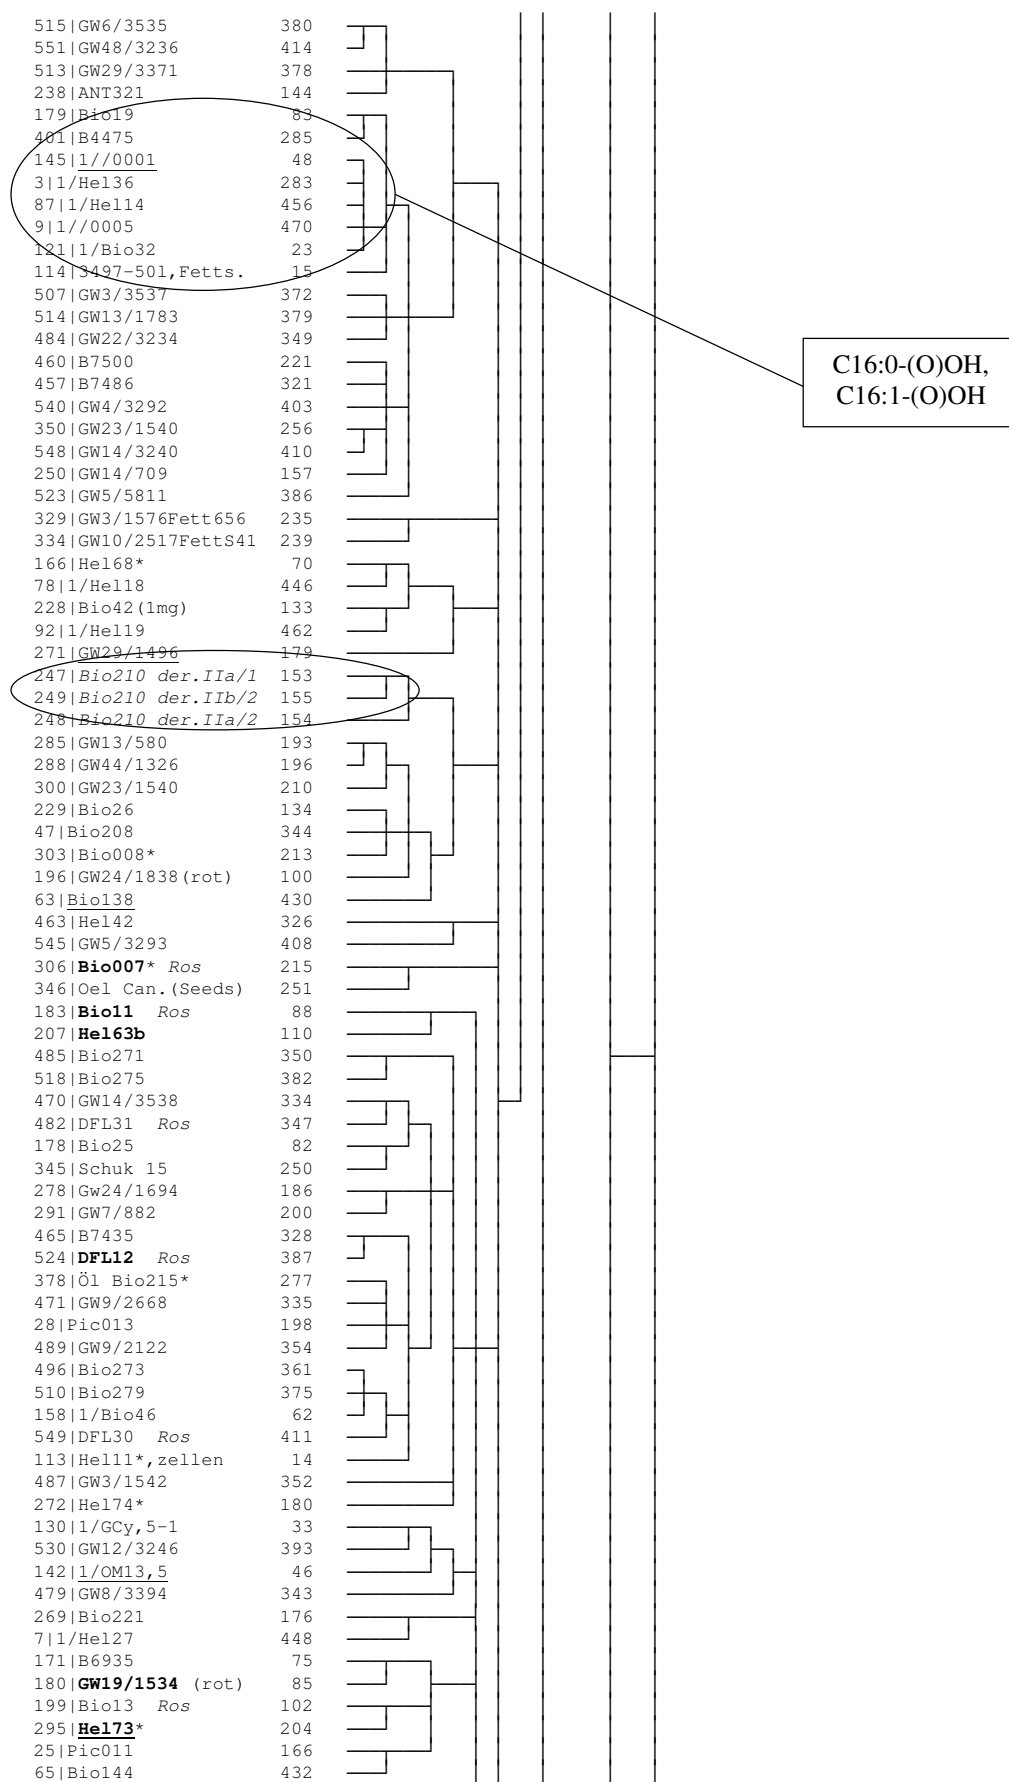 515|GW6/3535 380
551|GW48/3236 414
513|GW29/3371 378
238|ANT321 144
179|Bio19 83
401|B4475 285
145|1//0001 48
3|1/Hel36 283
87|1/Hel14 456
9|1//0005 470
121|1/Bio32 23
114|3497-50l,Fetts. 15
507|GW3/3537 372
514|GW13/1783 379
484|GW22/3234 349
460|B7500 221
457|B7486 321
C16:0-(O)OH,
C16:1-(O)OH
540|GW4/3292 403
350|GW23/1540 256
548|GW14/3240 410
250|GW14/709 157
523|GW5/5811 386
329|GW3/1576Fett656 235
334|GW10/2517FettS41 239
166|Hel68* 70
78|1/Hel18 446
228|Bio42(1mg) 133
92|1/Hel19 462
271|GW29/1496 179
247|Bio210 der.IIa/1 153
249|Bio210 der.IIb/2 155
248|Bio210 der.IIa/2 154
285|GW13/580 193
288|GW44/1326 196
300|GW23/1540 210
229|Bio26 134
47|Bio208 344
303|Bio008* 213
196|GW24/1838(rot) 100
63|Bio138 430
463|Hel42 326
545|GW5/3293 408
306|Bio007* Ros 215
346|Oel Can.(Seeds) 251
183|Bio11 Ros 88
207|Hel63b 110
485|Bio271 350
518|Bio275 382
470|GW14/3538 334
482|DFL31 Ros 347
178|Bio25 82
345|Schuk 15 250
278|Gw24/1694 186
291|GW7/882 200
465|B7435 328
524|DFL12 Ros 387
378|Öl Bio215* 277
471|GW9/2668 335
28|Pic013 198
489|GW9/2122 354
496|Bio273 361
510|Bio279 375
158|1/Bio46 62
549|DFL30 Ros 411
113|Hel11*,zellen 14
487|GW3/1542 352
272|Hel74* 180
130|1/GCy,5-1 33
530|GW12/3246 393
142|1/OM13,5 46
479|GW8/3394 343
269|Bio221 176
7|1/Hel27 448
171|B6935 75
180|GW19/1534 (rot) 85
199|Bio13 Ros 102
295|Hel73* 204
25|Pic011 166
65|Bio144 432